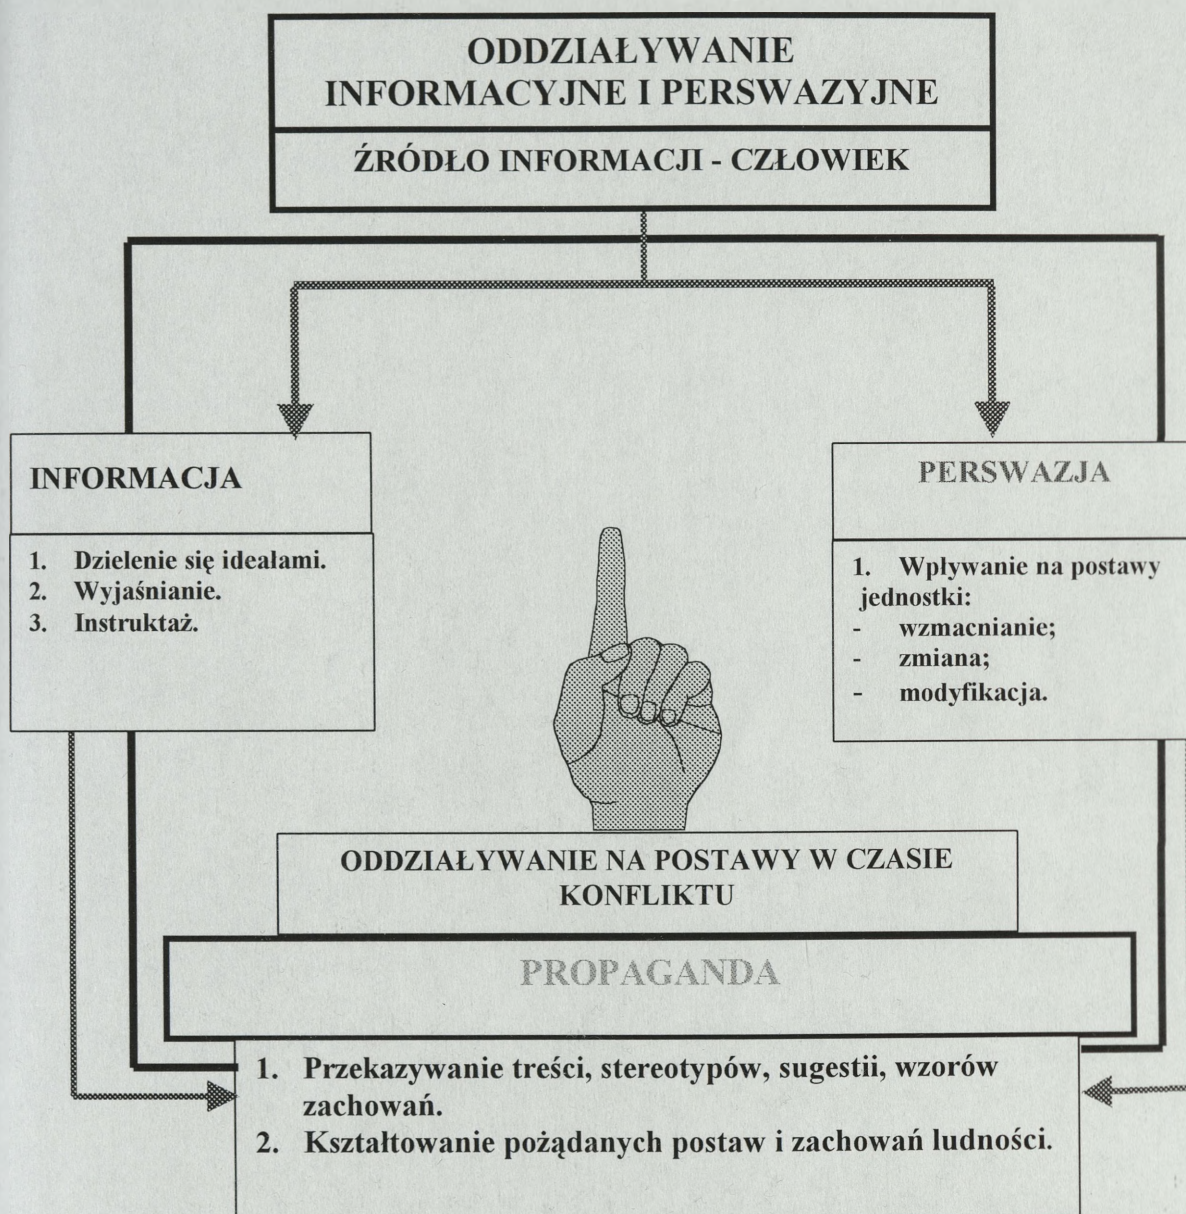 ODDZIAŁYWANIE
INFORMACYJNE I PERSWAZYJNE
ŹRÓDŁO INFORMACJI - CZŁOWIEK
INFORMACJA
1. Dzielenie się ideałami.
2. Wyjaśnianie.
3. Instruktaż.
PERSWAZJA
1. Wpływanie na postawy
jednostki:
- wzmacnianie;
- zmiana;
- modyfikacja.
ODDZIAŁYWANIE NA POSTAWY W CZASIE
KONFLIKTU
PROPAGANDA
1. Przekazywanie treści, stereotypów, sugestii, wzorów
zachowań.
2. Kształtowanie pożądanych postaw i zachowań ludności.